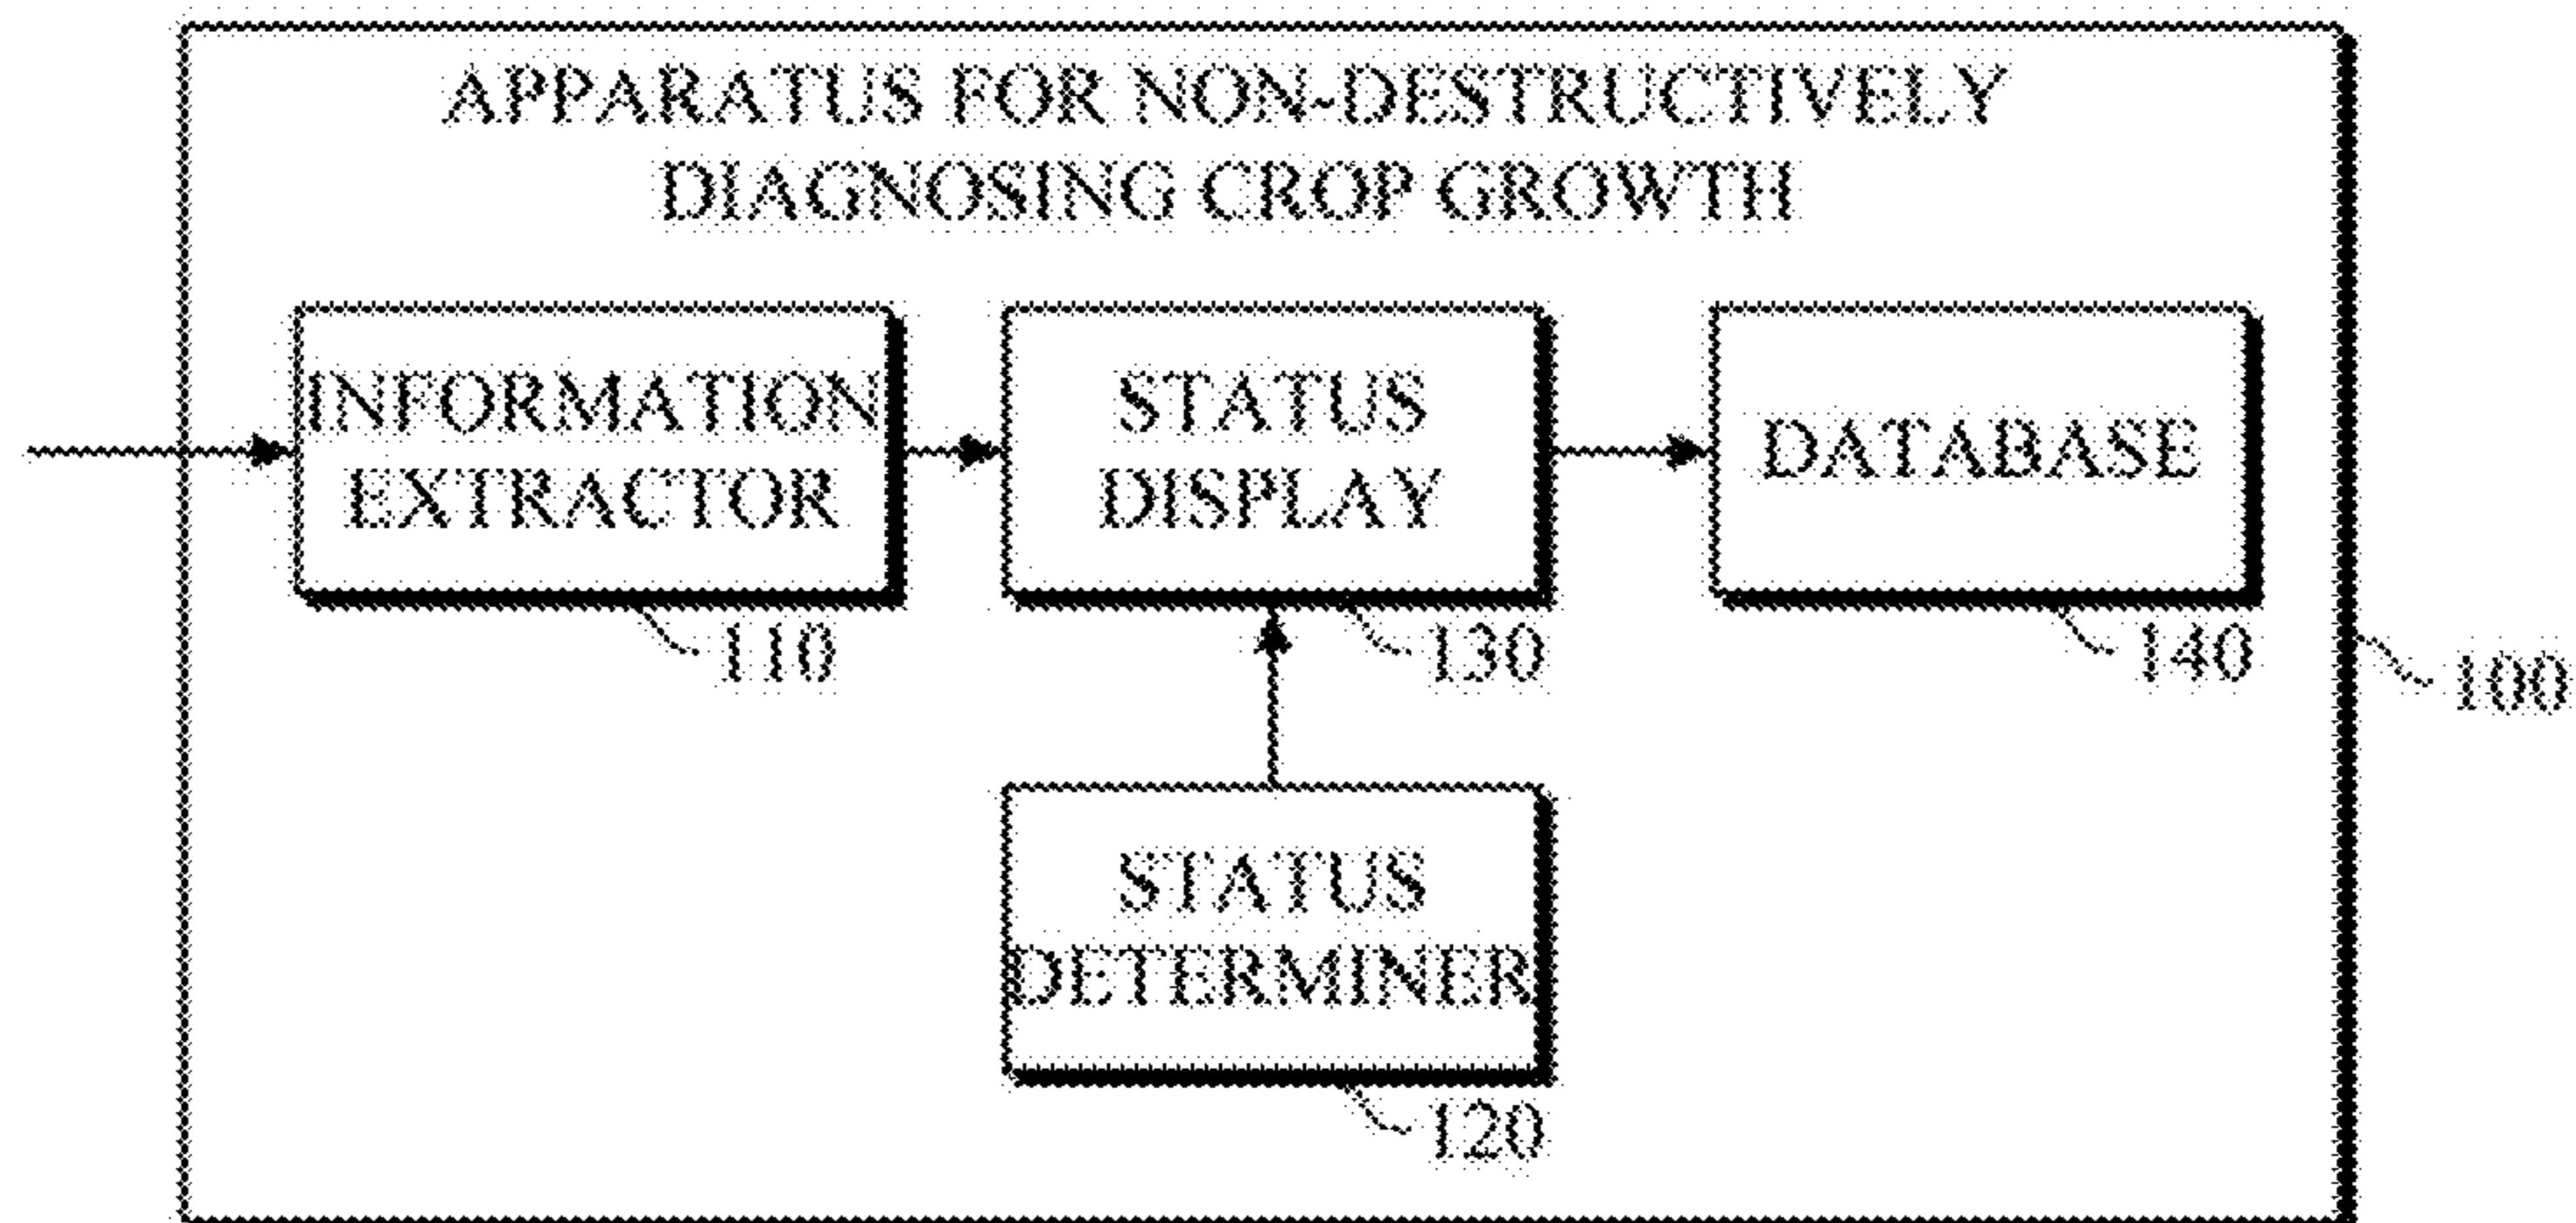 APPARATUS FOR NON-DESTRUCTIVELY
DIAGNOSING CROP GROWTH
INFORMATION
EXTRACTOR
110
STATUS
DISPLAY
130
DATABASE
140
100
STATUS
DETERMINER
120